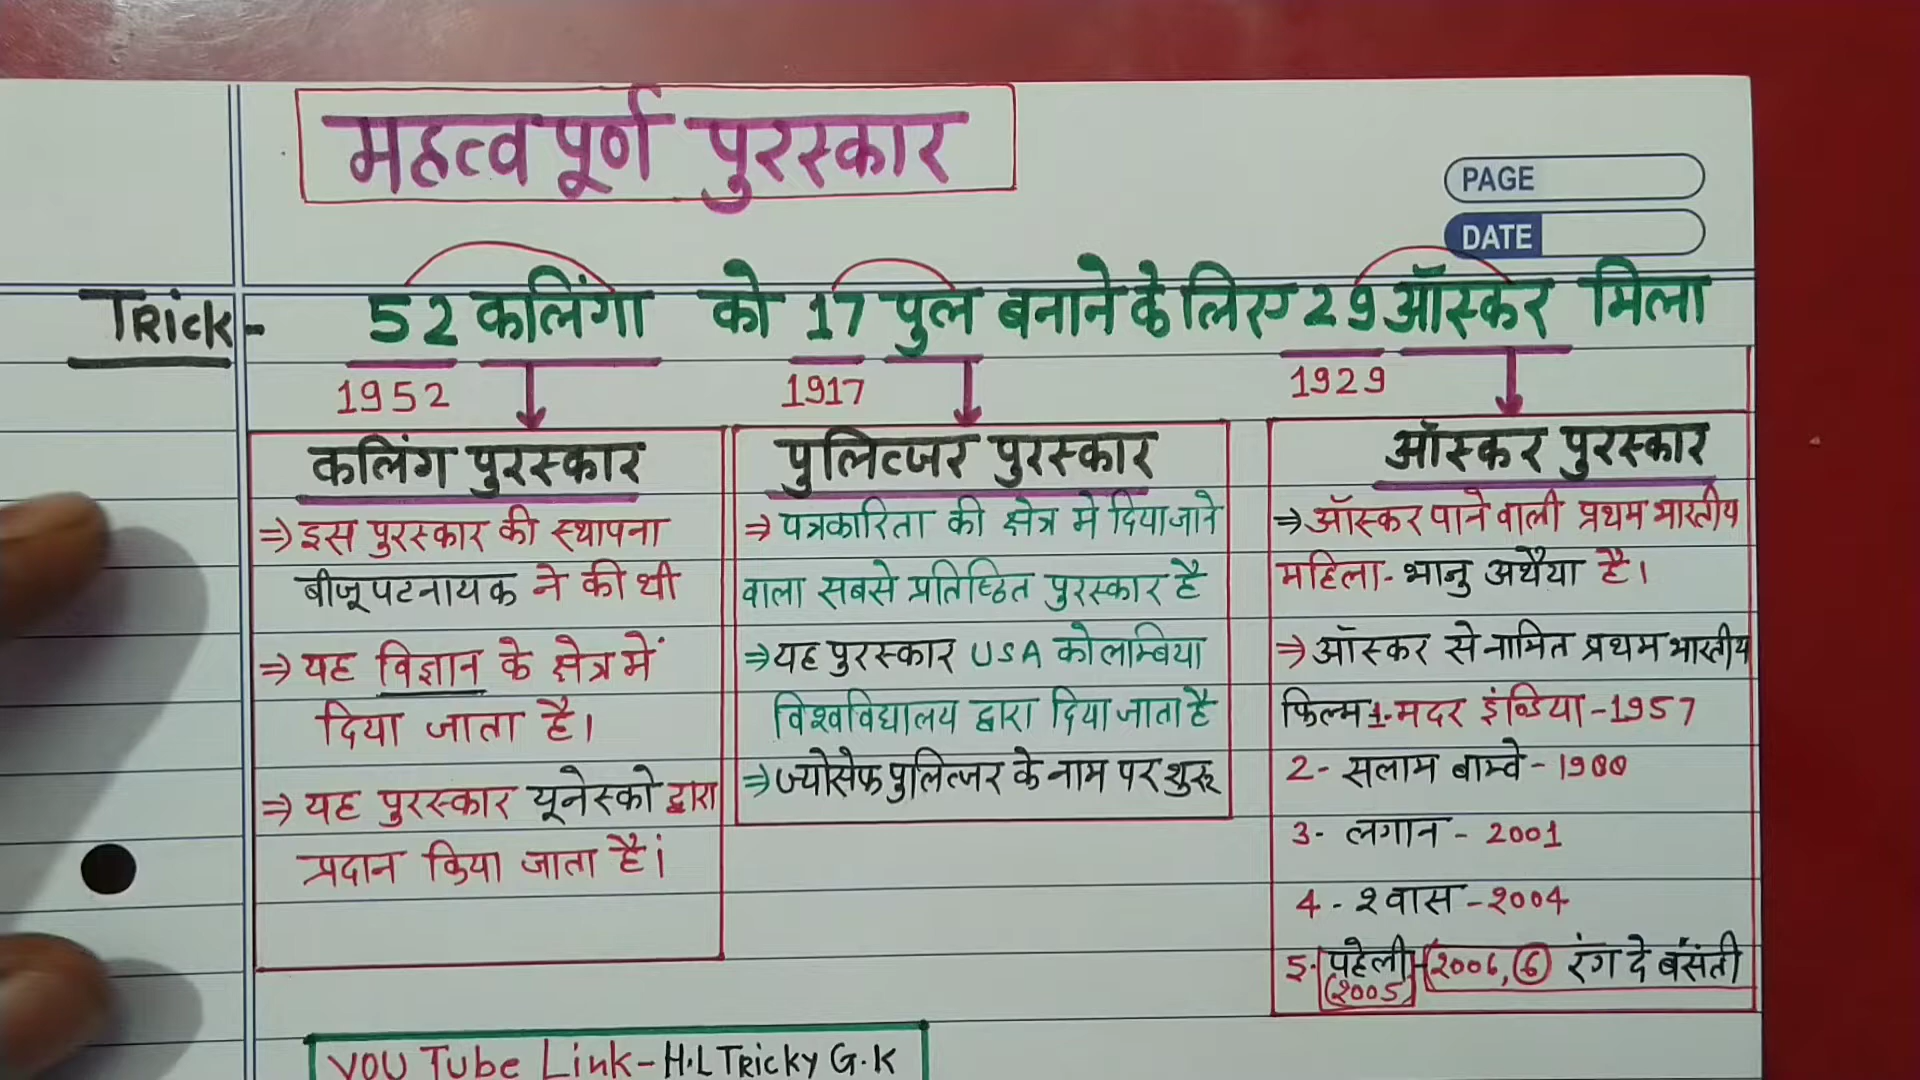 महत्वपूर्ण पुरस्कार
PAGE
DATE
Trick- 52 कलिंगा को 17 पुल बनाने के लिए 29 ऑस्कर मिला
1952 1917 1929
कलिंग पुरस्कार
⇒ इस पुरस्कार की स्थापना
बीजू पटनायक ने की थी
⇒ यह विज्ञान के क्षेत्र में
दिया जाता है।
⇒ यह पुरस्कार यूनेस्को द्वारा
प्रदान किया जाता है।
पुलित्जर पुरस्कार
⇒ पत्रकारिता की क्षेत्र मे दिया जाने
वाला सबसे प्रतिष्ठित पुरस्कार है
⇒ यह पुरस्कार USA कोलाम्बिया
विश्वविद्यालय द्वारा दिया जाता है
⇒ ज्योसेफ पुलित्जर के नाम पर शुरू
ऑस्कर पुरस्कार
⇒ ऑस्कर पाने वाली प्रथम भारतीय
महिला- भानु अथैया है।
⇒ ऑस्कर से नामित प्रथम भारतीय
फिल्म 1- मदर इंण्डिया - 1957
2- सलाम बाम्वे - 1988
3- लगान - 2001
4- श्वास - 2004
5. पहेली (2005) - 2006, 6 रंग दे बंसंती
YOU Tube Link - H.L Tricky G.K